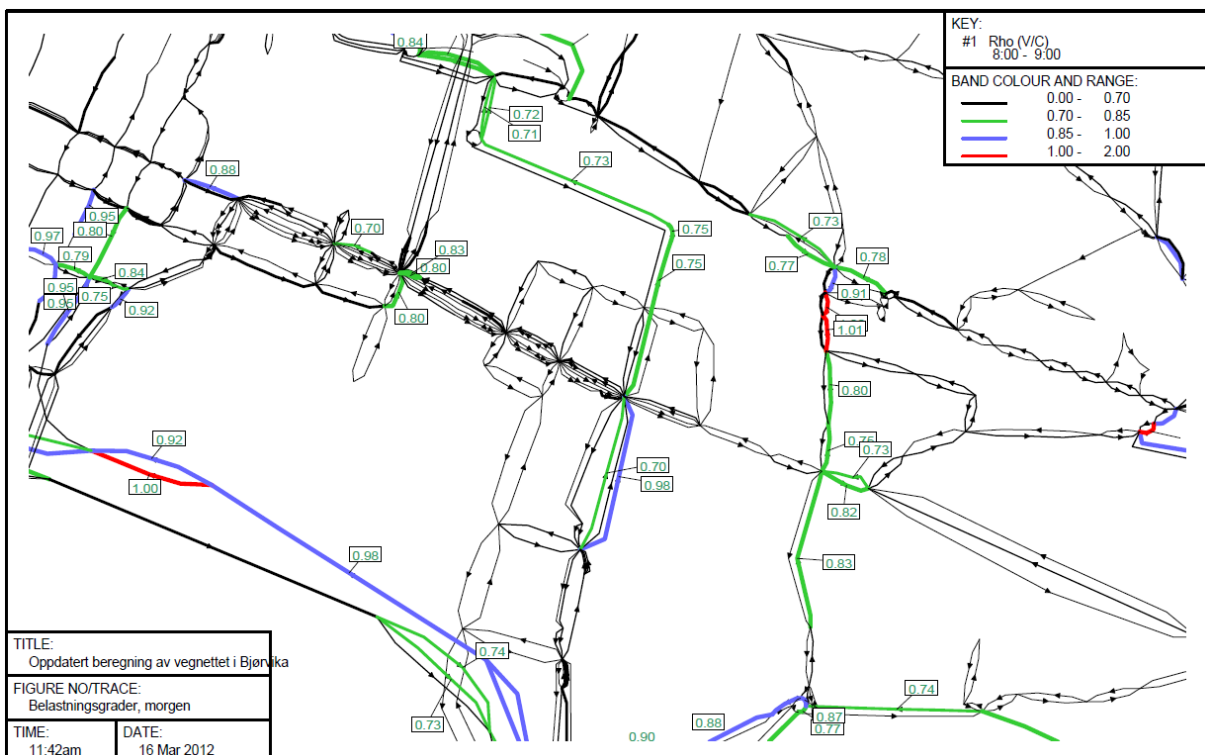 KEY:
#1 Rho (V/C)
8:00 - 9:00
BAND COLOUR AND RANGE:
0.00 - 0.70
0.70 - 0.85
0.85 - 1.00
1.00 - 2.00
0.84
0.72
0.71
0.73
0.88
0.95
0.80
0.97
0.79
0.95
0.95
0.75
0.84
0.92
0.70
0.83
0.80
0.80
0.75
0.75
0.73
0.77
0.78
0.91
1.01
0.80
0.75
0.73
0.82
0.83
0.70
0.98
0.92
1.00
0.98
0.74
0.73
0.74
0.88
0.87
0.77
0.90
TITLE:
Oppdatert beregning av vegnettet i Bjørvika
FIGURE NO/TRACE:
Belastningsgrader, morgen
TIME:
11:42am
DATE:
16 Mar 2012